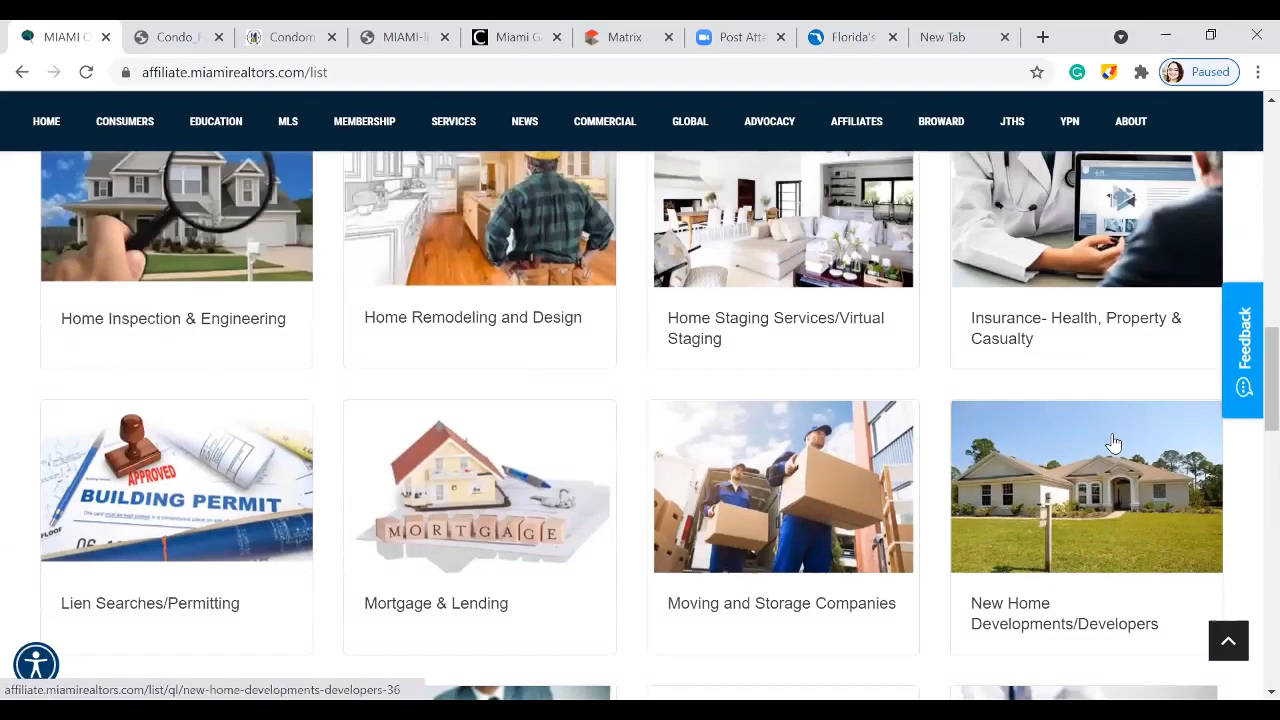 MIAMI C
Condo_F
Condom
MIAMI-li
Miami G
Matrix
Post Atte
Florida's
New Tab
affiliate.miamirealtors.com/list
Paused
HOME CONSUMERS EDUCATION MLS MEMBERSHIP SERVICES NEWS COMMERCIAL GLOBAL ADVOCACY AFFILIATES BROWARD JTHS YPN ABOUT
Home Inspection & Engineering
Home Remodeling and Design
Home Staging Services/Virtual
Staging
Insurance- Health, Property &
Casualty
Feedback
APPROVED
BUILDING PERMIT
MORTGAGE
Lien Searches/Permitting
Mortgage & Lending
Moving and Storage Companies
New Home
Developments/Developers
affiliate.miamirealtors.com/list/ql/new-home-developments-developers-36